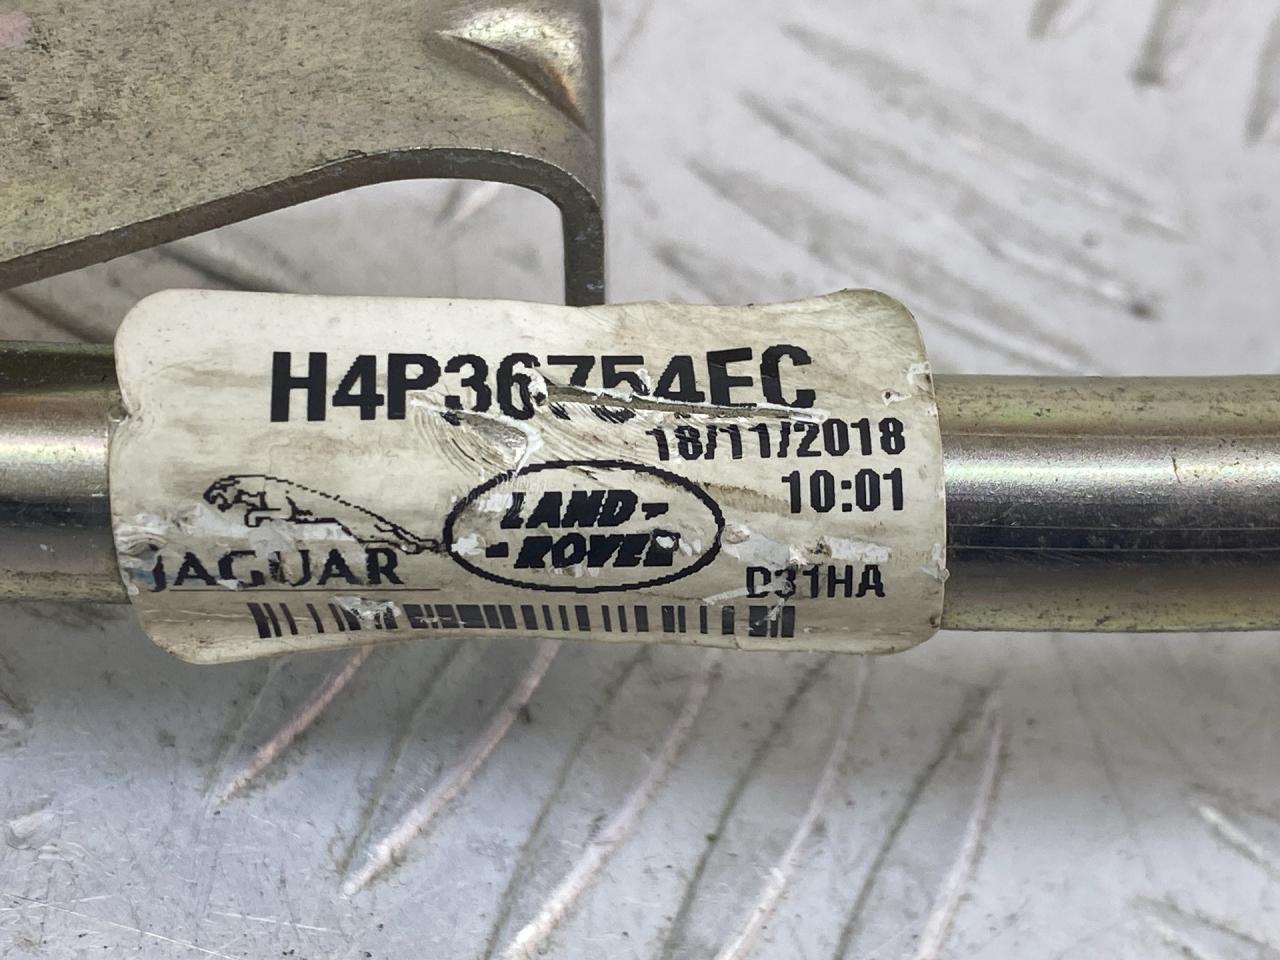 H4P36754EC
18/11/2018
10:01
JAGUAR
LAND-
-ROVER
D31HA